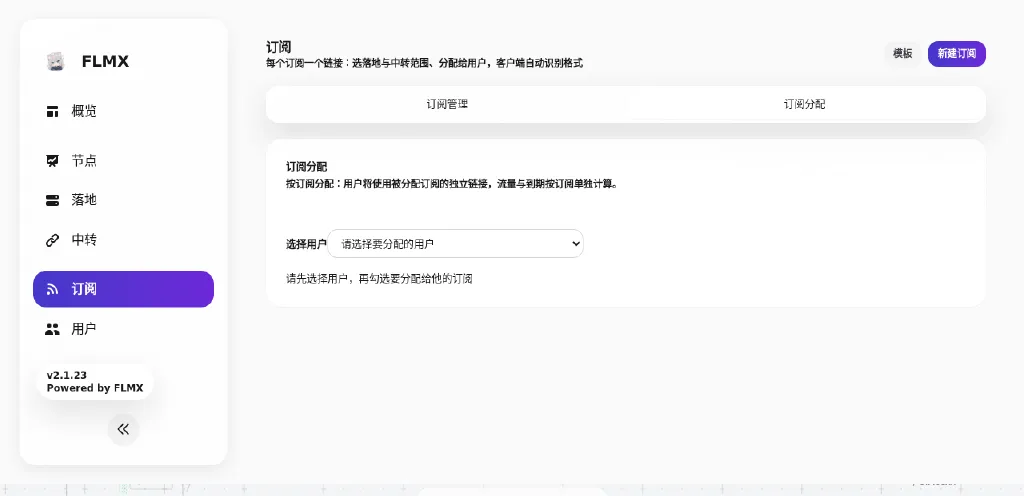 FLMX
概览
节点
落地
中转
订阅
用户
v2.1.23
Powered by FLMX
订阅
每个订阅一个链接：选落地与中转范围、分配给用户，客户端自动识别格式
模板
新建订阅
订阅管理
订阅分配
订阅分配
按订阅分配：用户将使用被分配订阅的独立链接，流量与到期按订阅单独计算。
选择用户
请选择要分配的用户
请先选择用户，再勾选要分配给他的订阅